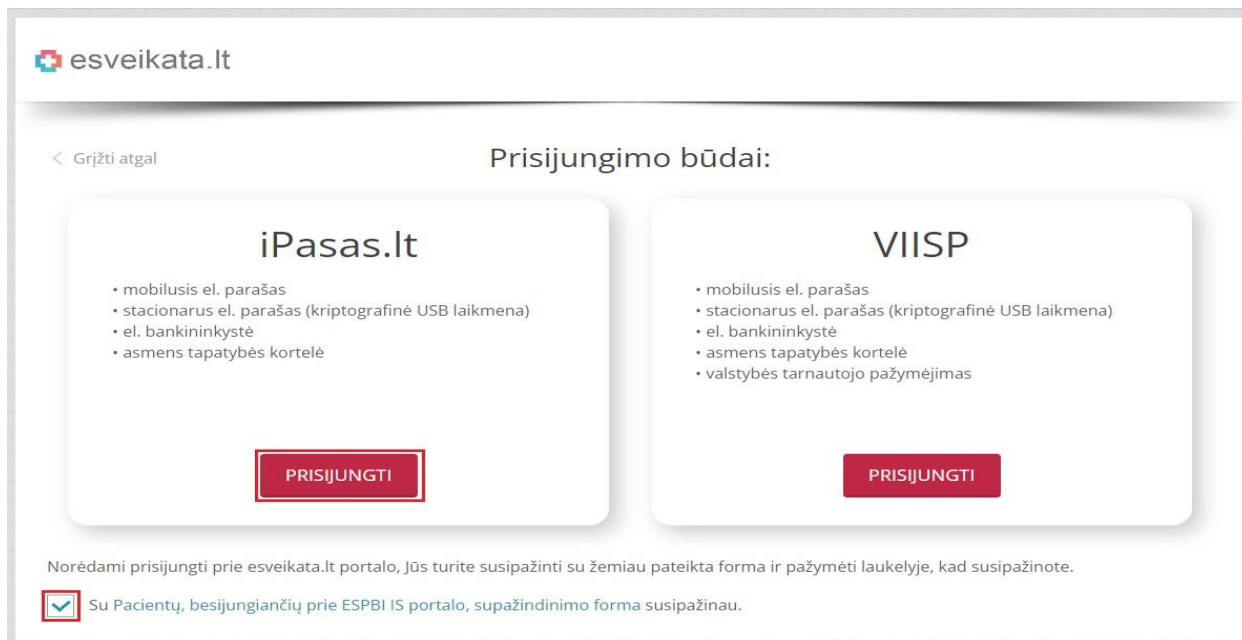 esveikata.lt
< Grįžti atgal
Prisijungimo būdai:
iPasas.lt
• mobilusis el. parašas
• stacionarus el. parašas (kriptografinė USB laikmena)
• el. bankininkystė
• asmens tapatybės kortelė
PRISIJUNGTI
VIISP
• mobilusis el. parašas
• stacionarus el. parašas (kriptografinė USB laikmena)
• el. bankininkystė
• asmens tapatybės kortelė
• valstybės tarnautojo pažymėjimas
PRISIJUNGTI
Norėdami prisijungti prie esveikata.lt portalo, Jūs turite susipažinti su žemiau pateikta forma ir pažymėti laukelyje, kad susipažinote.
Su Pacientų, besijungiančių prie ESPBI IS portalo, supažindinimo forma susipažinau.